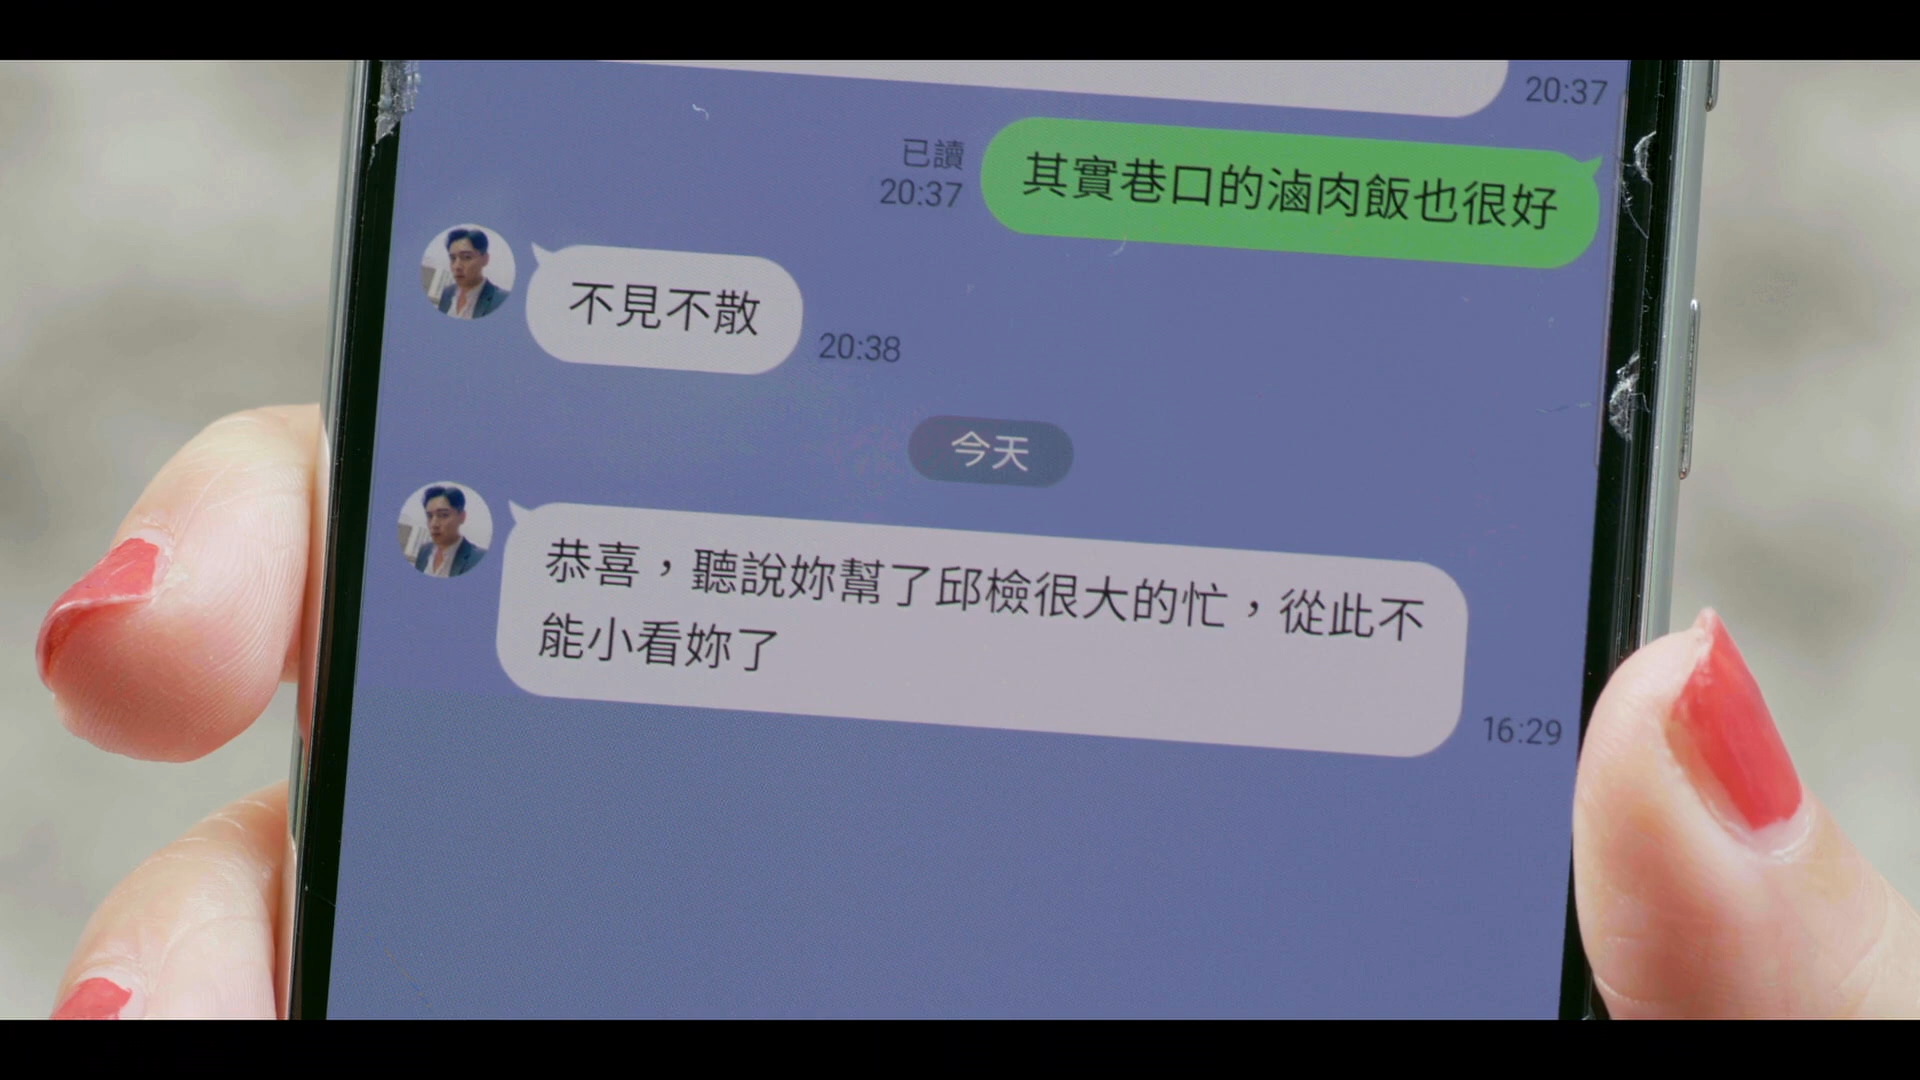 20:37
已讀
20:37
其實巷口的滷肉飯也很好
不見不散
20:38
今天
恭喜，聽說妳幫了邱檢很大的忙，從此不
能小看妳了
16:29